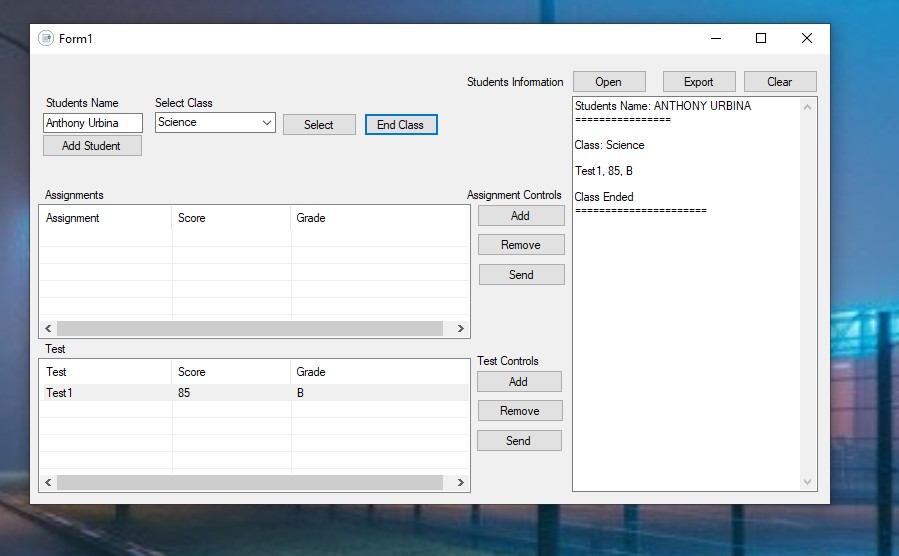 Form1
Students Information
Open
Export
Clear
Students Name
Select Class
Anthony Urbina
Science
Select
End Class
Add Student
Students Name: ANTHONY URBINA
================
Class: Science
Test1, 85, B
Class Ended
======================
Assignments
Assignment Controls
Assignment Score Grade
Add
Remove
Send
Test
Test Controls
Test Score Grade
Test1 85 B
Add
Remove
Send